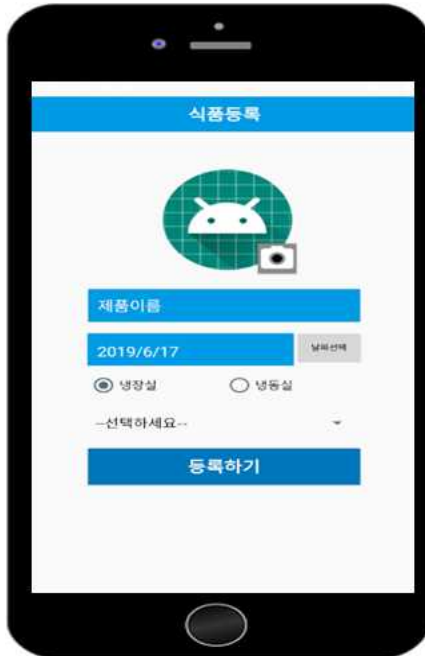 식품등록
제품이름
2019/6/17 날짜선택
냉장실 냉동실
--선택하세요--
등록하기